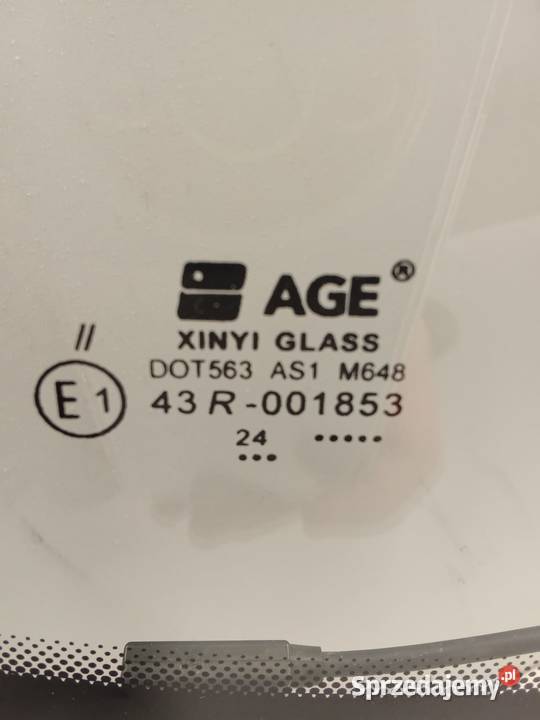 AGE®
XINYI GLASS
//
DOT563 AS1 M648
E1 43R-001853
24 •••••
•••
Sprzedajemy.pl